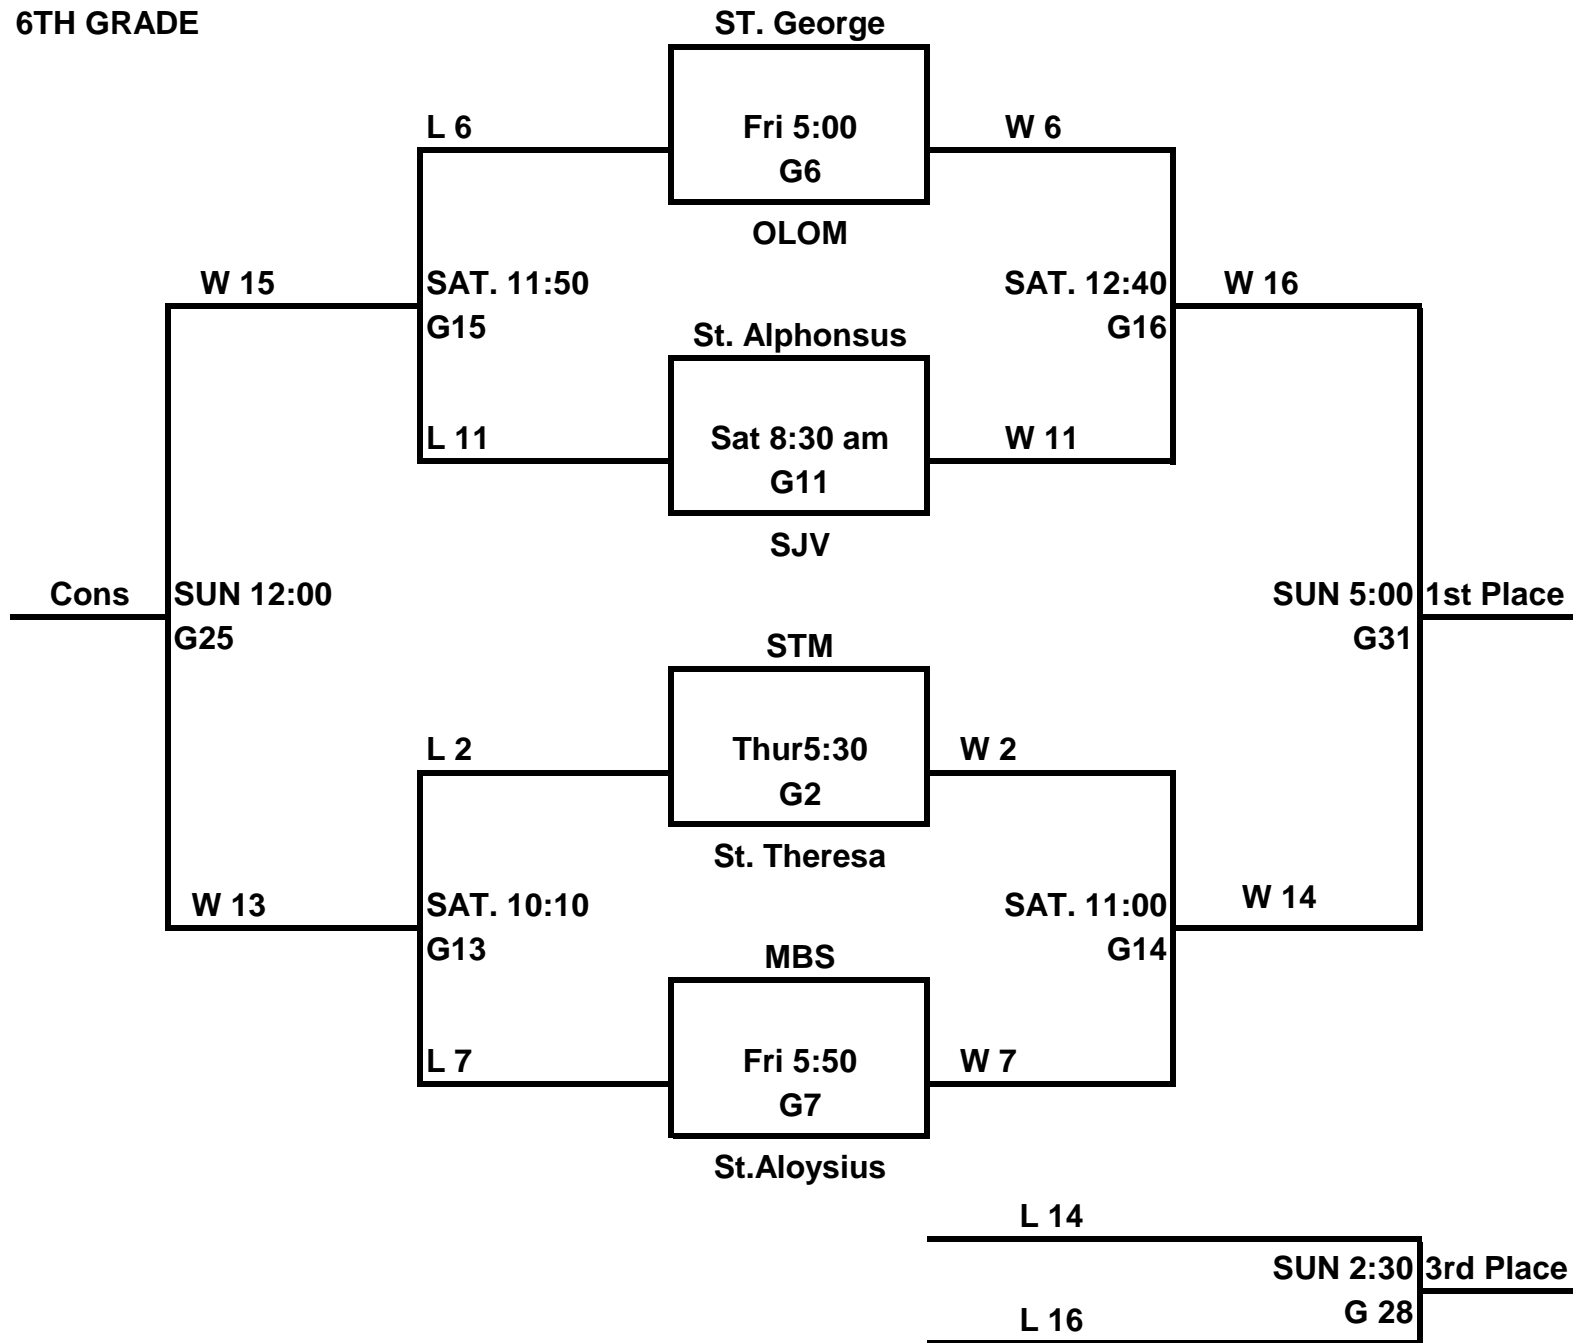 6TH GRADE
ST. George
L 6
Fri 5:00
W 6
G6
OLOM
W 15
SAT. 11:50
SAT. 12:40
W 16
G15
St. Alphonsus
G16
L 11
Sat 8:30 am
W 11
G11
SJV
Cons
SUN 12:00
SUN 5:00
1st Place
G25
STM
G31
L 2
Thur5:30
W 2
G2
St. Theresa
W 13
SAT. 10:10
SAT. 11:00
W 14
G13
MBS
G14
L 7
Fri 5:50
W 7
G7
St.Aloysius
L 14
SUN 2:30
3rd Place
L 16
G 28